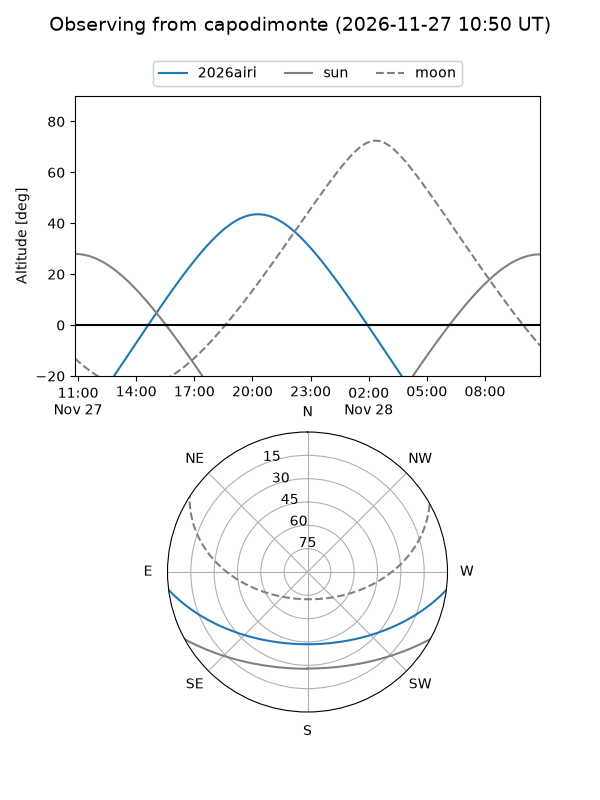 Observing from capodimonte (2026-11-27 10:50 UT)
2026airi sun moon
Altitude [deg]
80
60
40
20
0
−20
11:00 14:00 17:00 20:00 23:00 02:00 05:00 08:00
Nov 27 Nov 28
N
NE NW
15
30
45
60
75
E W
SE SW
S